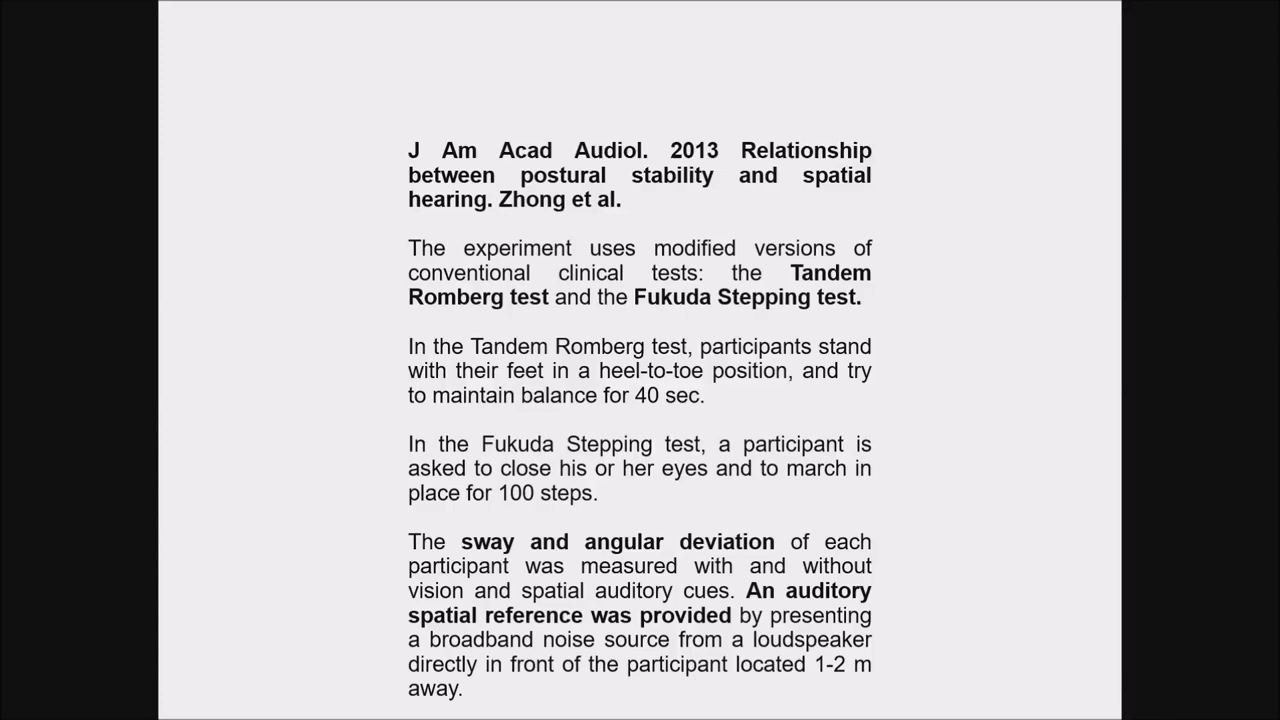 J Am Acad Audiol. 2013 Relationship
between postural stability and spatial
hearing. Zhong et al.
The experiment uses modified versions of
conventional clinical tests: the Tandem
Romberg test and the Fukuda Stepping test.
In the Tandem Romberg test, participants stand
with their feet in a heel-to-toe position, and try
to maintain balance for 40 sec.
In the Fukuda Stepping test, a participant is
asked to close his or her eyes and to march in
place for 100 steps.
The sway and angular deviation of each
participant was measured with and without
vision and spatial auditory cues. An auditory
spatial reference was provided by presenting
a broadband noise source from a loudspeaker
directly in front of the participant located 1-2 m
away.